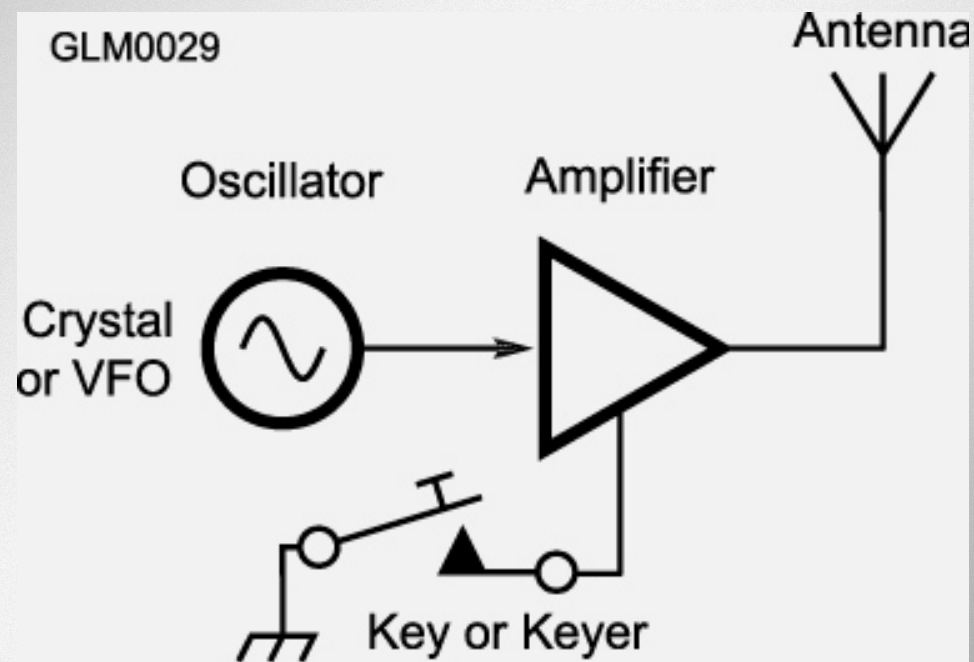 GLM0029
Antenna
Oscillator
Amplifier
Crystal
or VFO
Key or Keyer